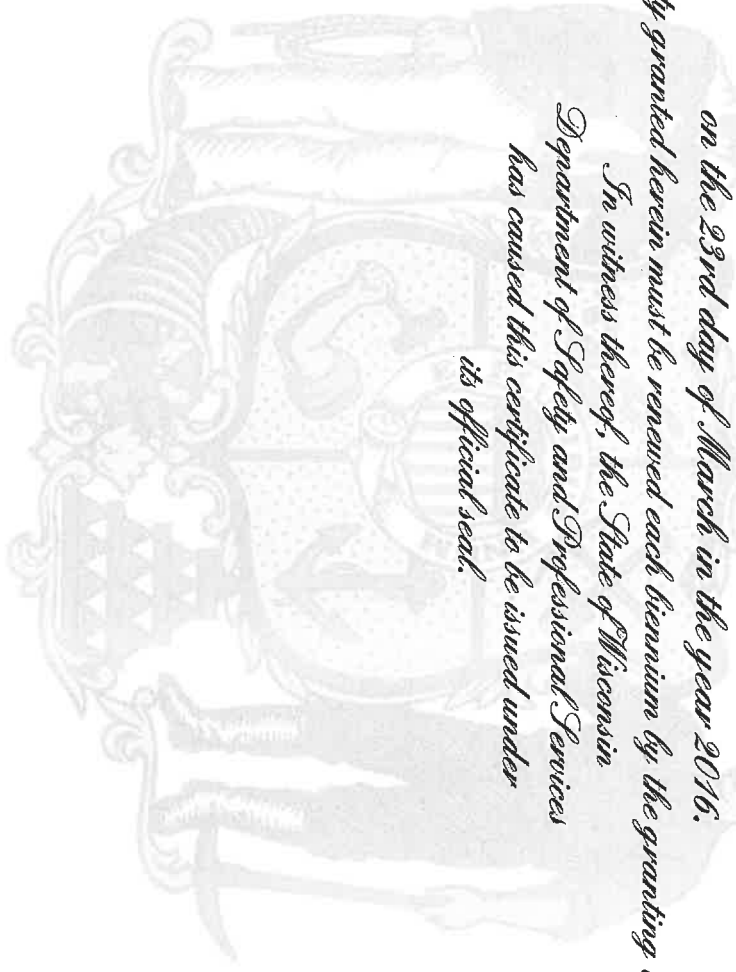 on the 23rd day of March in the year 2016.
granted herein must be renewed each biennium by the granting
In witness thereof, the State of Wisconsin
Department of Safety and Professional Services
has caused this certificate to be issued under
its official seal.